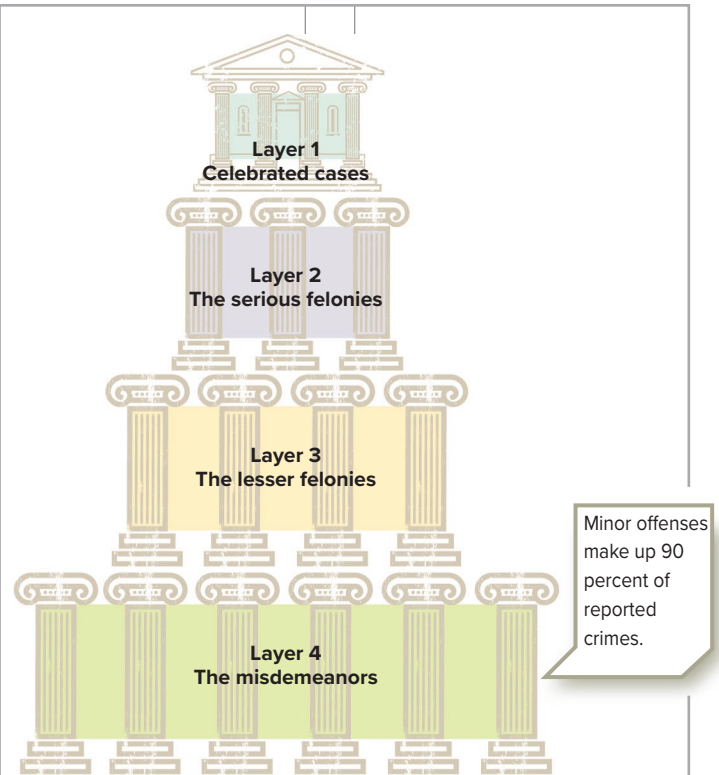 Layer 1
Celebrated cases
Layer 2
The serious felonies
Layer 3
The lesser felonies
Minor offenses
make up 90
percent of
reported
crimes.
Layer 4
The misdemeanors